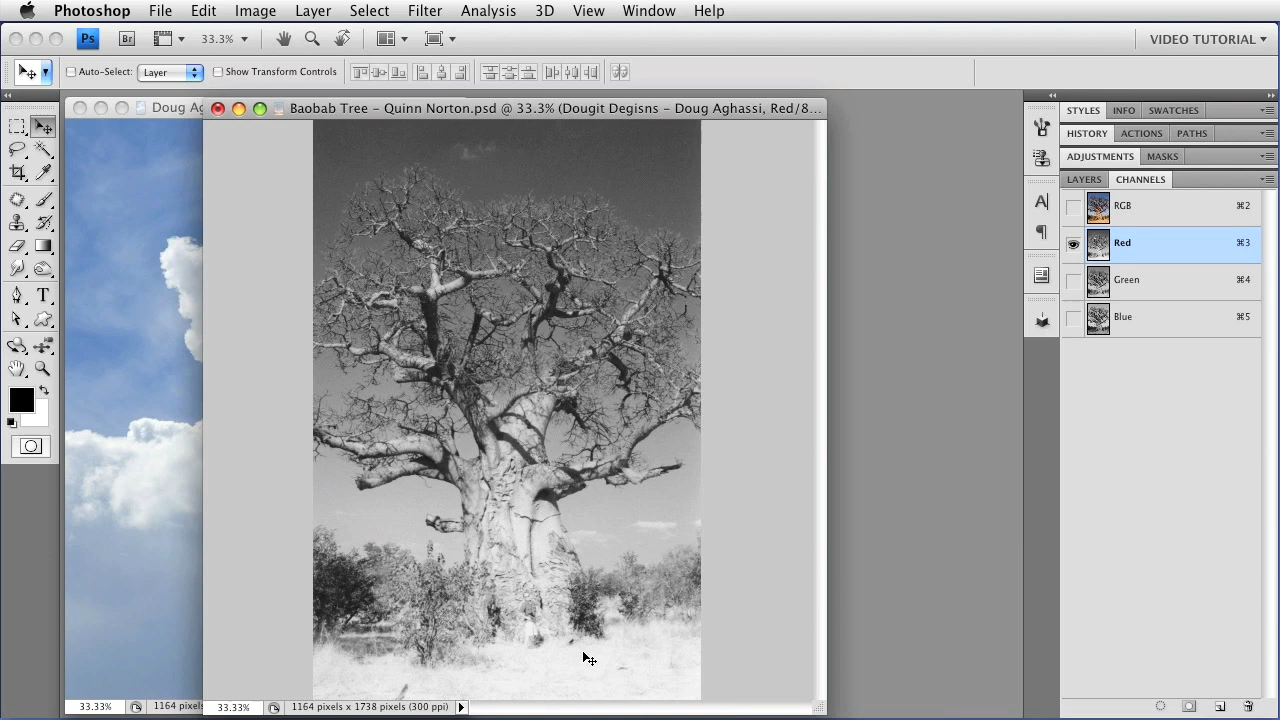 Photoshop File Edit Image Layer Select Filter Analysis 3D View Window Help
Ps Br 33.3% VIDEO TUTORIAL
Auto-Select: Layer Show Transform Controls
Doug Ag
Baobab Tree – Quinn Norton.psd @ 33.3% (Dougit Degisns – Doug Aghassi, Red/8...
STYLES INFO SWATCHES
HISTORY ACTIONS PATHS
ADJUSTMENTS MASKS
LAYERS CHANNELS
RGB ⌘2
Red ⌘3
Green ⌘4
Blue ⌘5
T
A
33.33% 1164 pixels
33.33% 1164 pixels x 1738 pixels (300 ppi)